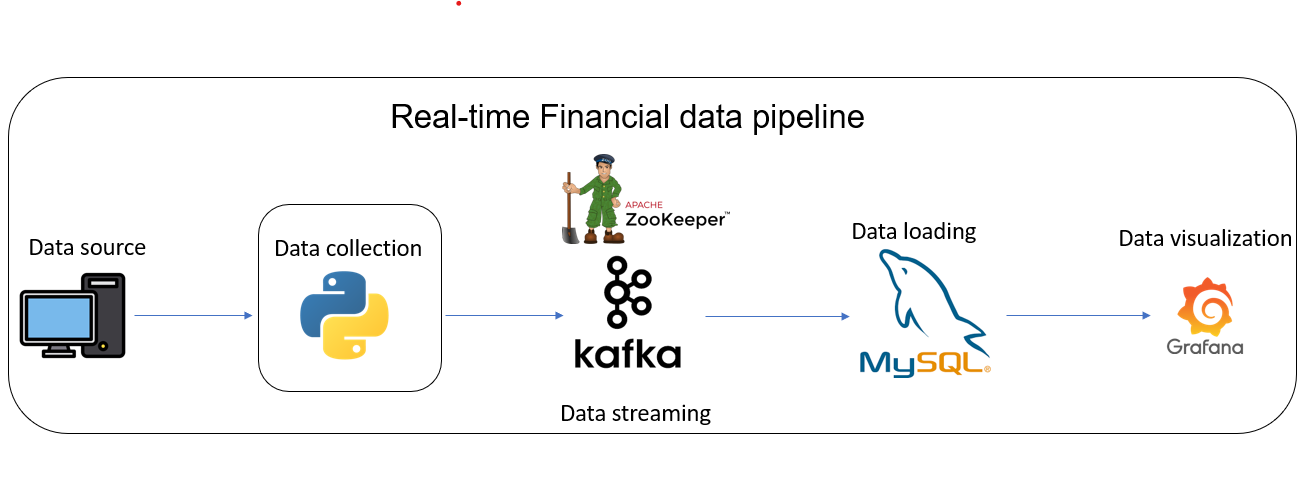 Real-time Financial data pipeline
APACHE
ZooKeeper™
Data source
Data collection
kafka
Data streaming
Data loading
MySQL®
Data visualization
Grafana